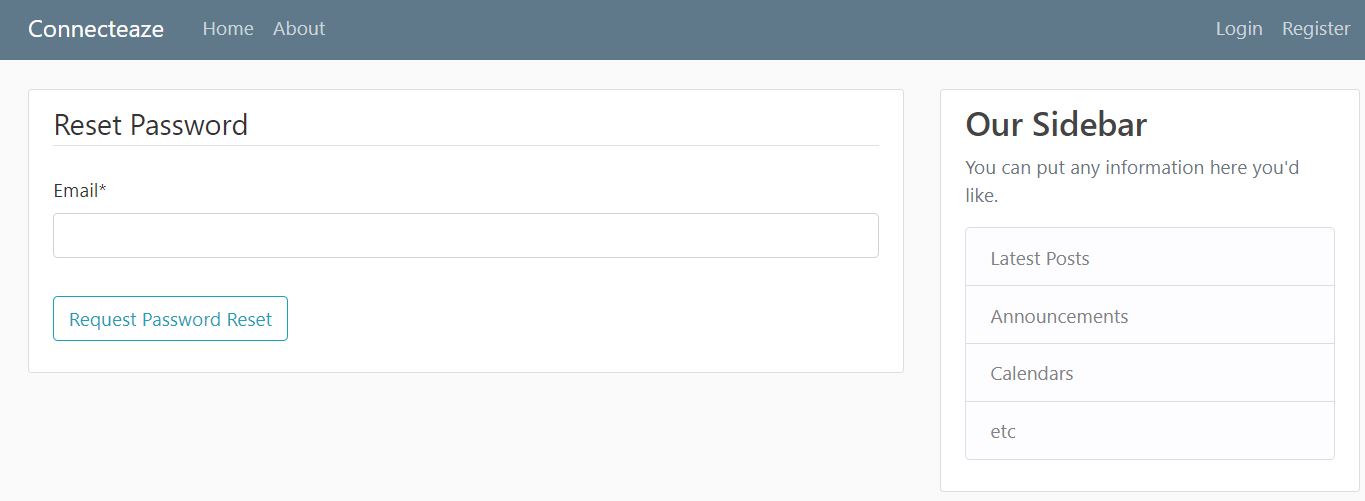 Connecteaze Home About Login Register
Reset Password
Email*
Request Password Reset
Our Sidebar
You can put any information here you'd
like.
Latest Posts
Announcements
Calendars
etc